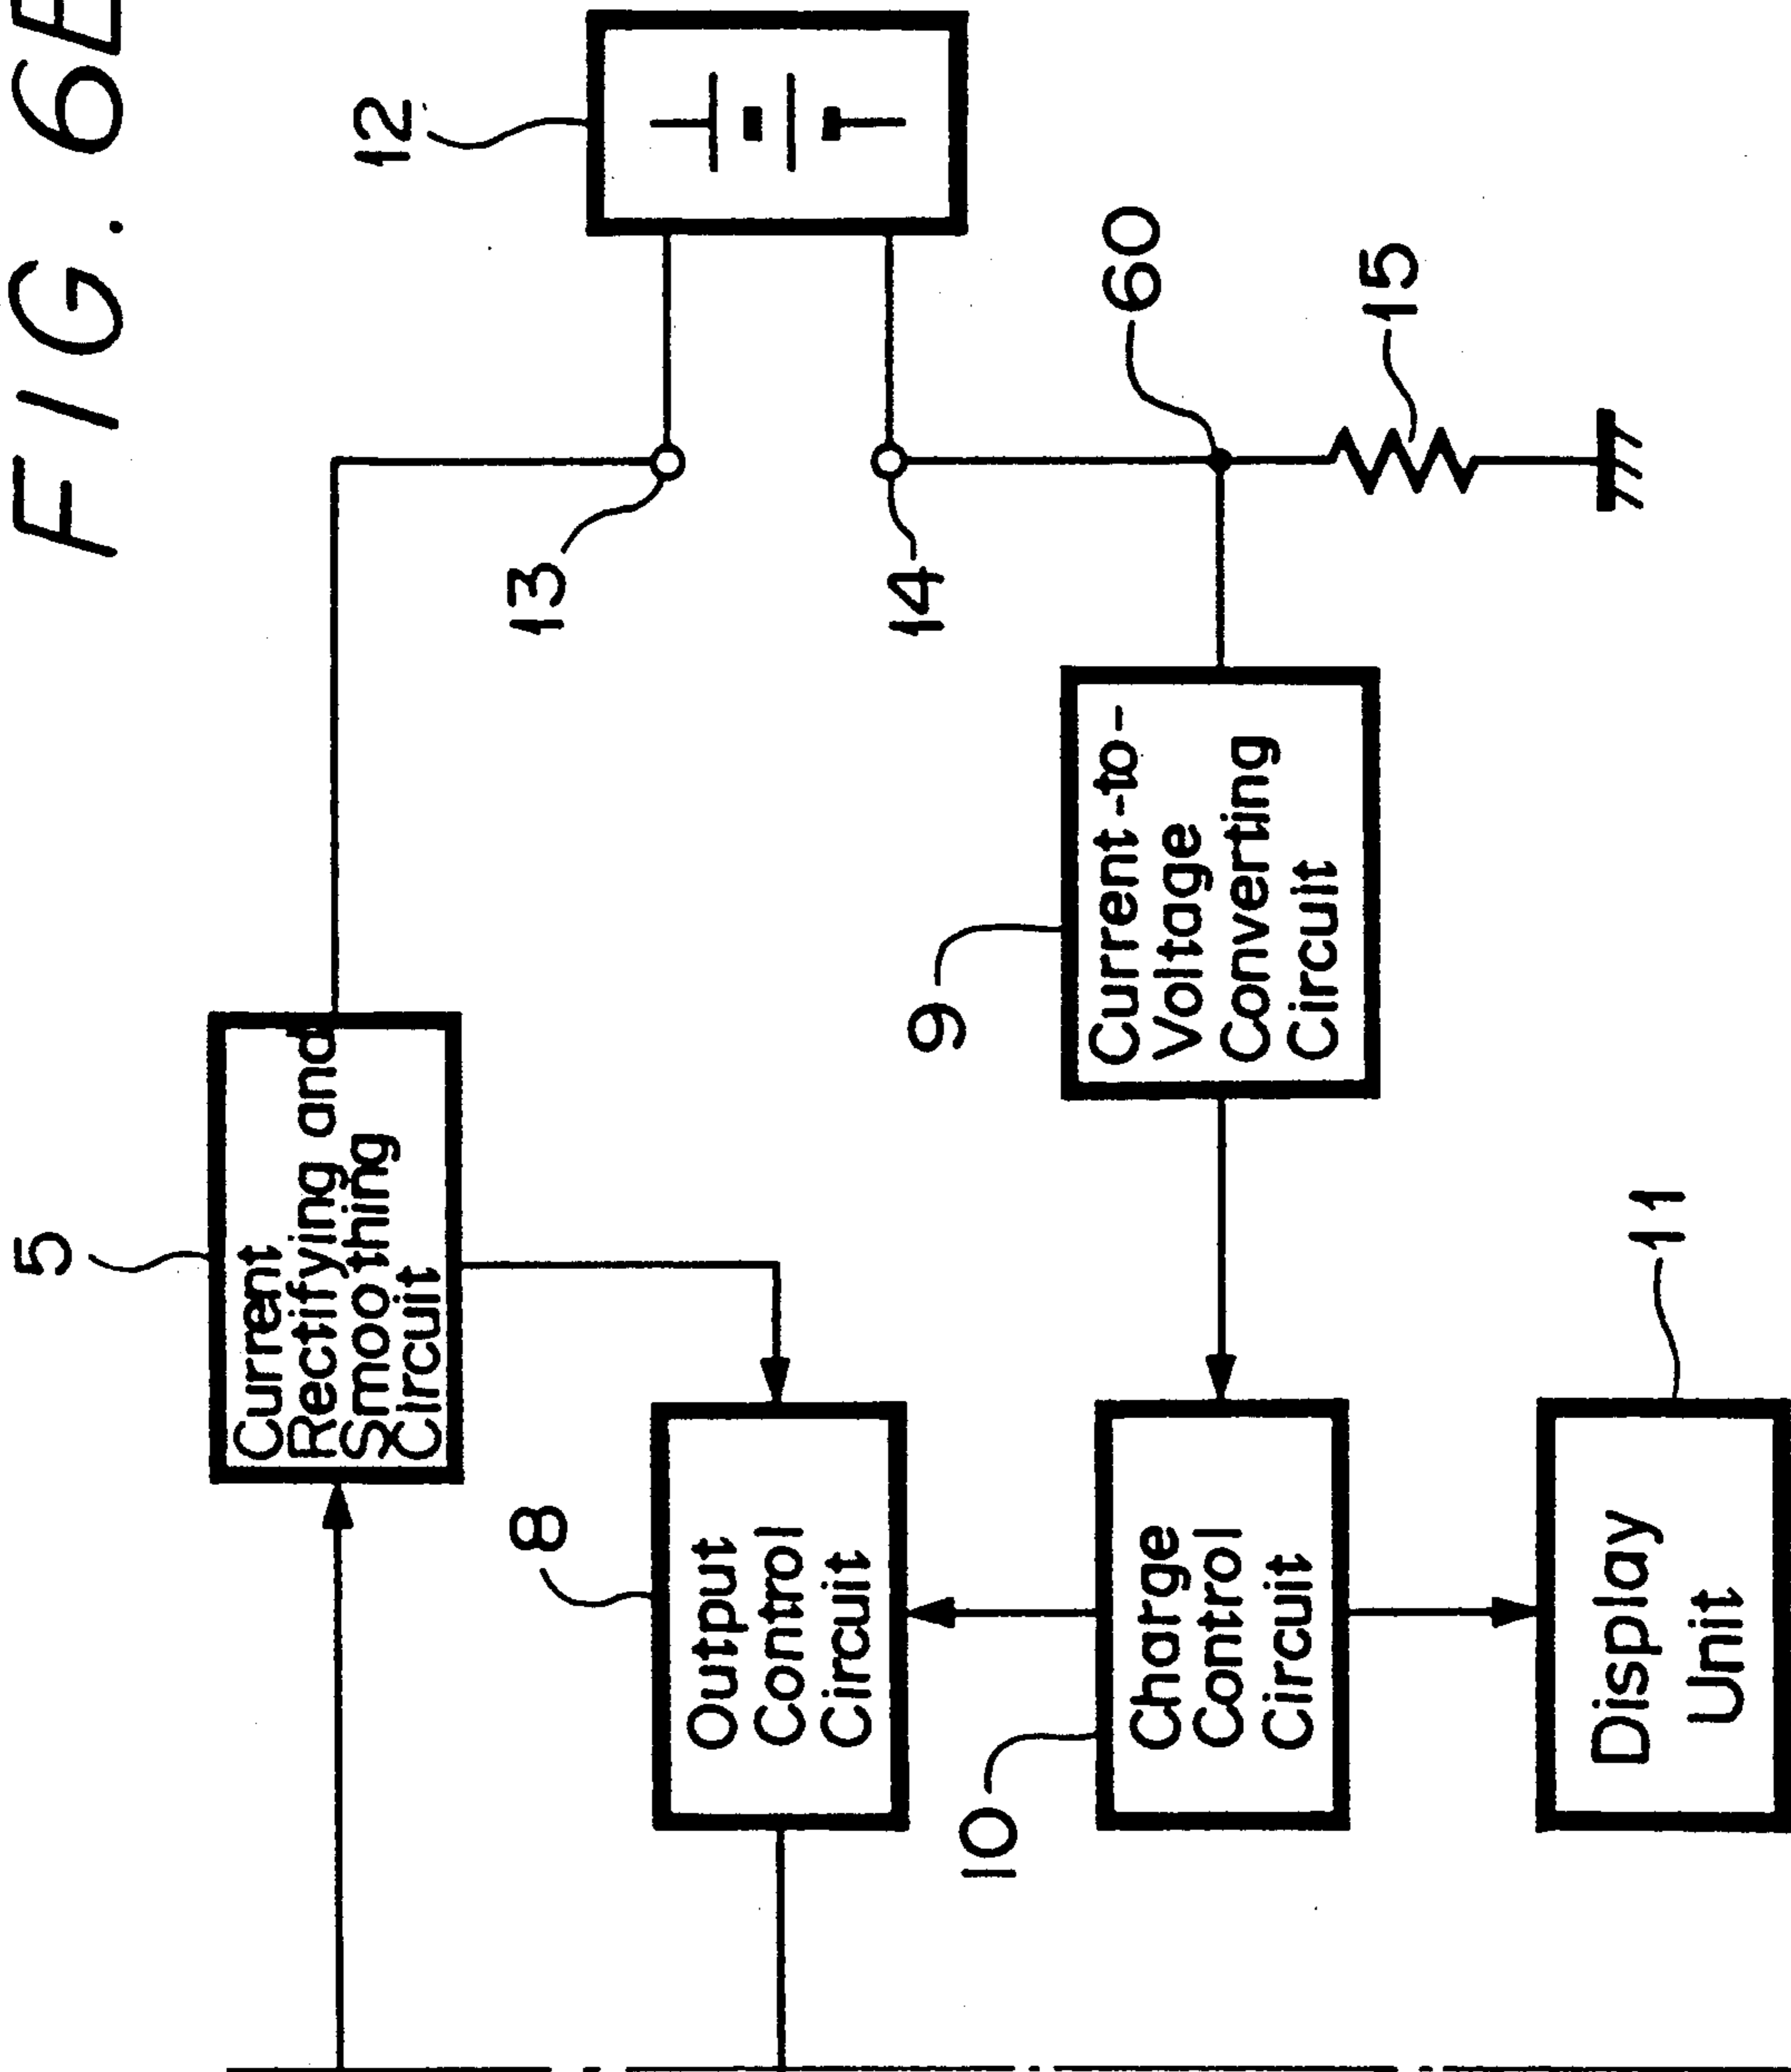 FIG. 6
5
Current
Rectifying and
Smoothing
Circuit
12
8
13
Output
Control
Circuit
14
9
10
Current-to-
Voltage
Converting
Circuit
60
Charge
Control
Circuit
15
11
Display
Unit